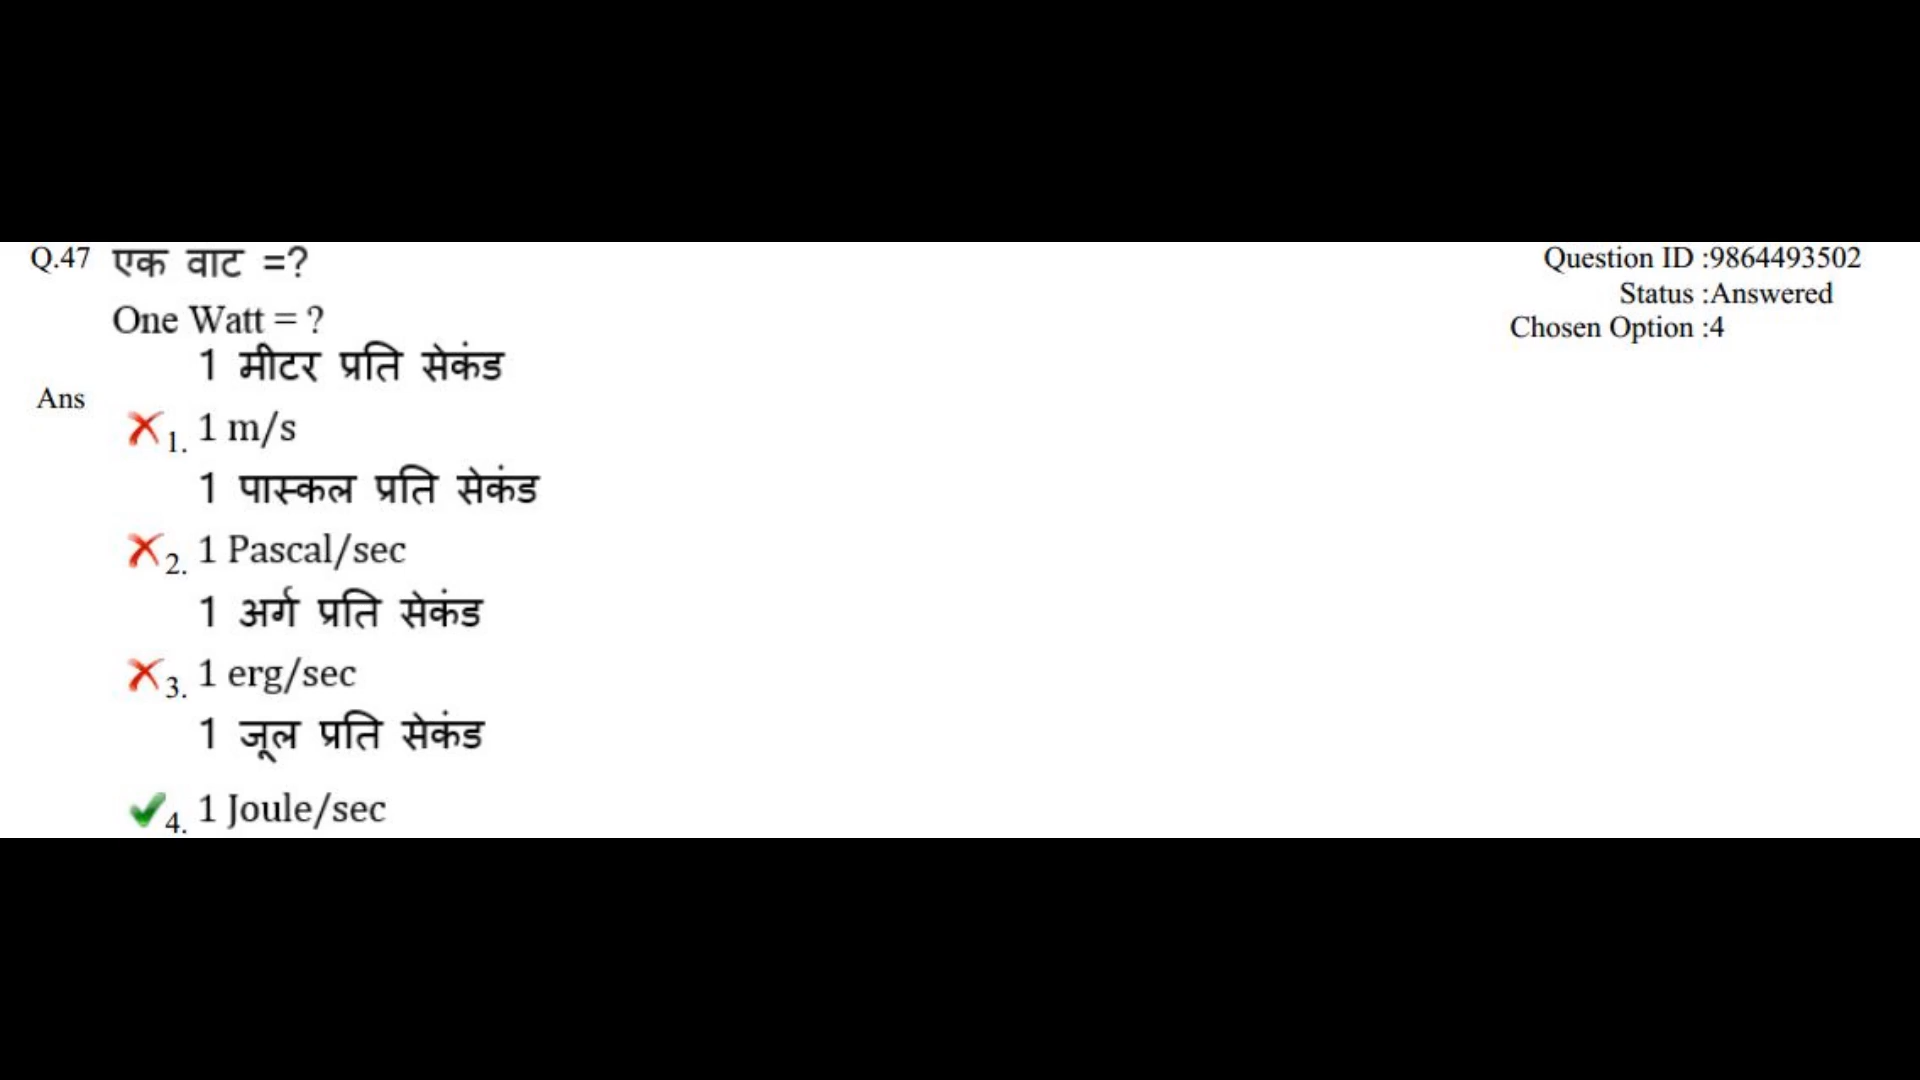 Q.47 एक वाट =?
Question ID :9864493502
Status :Answered
Chosen Option :4
One Watt = ?
Ans
1 मीटर प्रति सेकंड
1. 1 m/s
1 पास्कल प्रति सेकंड
2. 1 Pascal/sec
1 अर्ग प्रति सेकंड
3. 1 erg/sec
1 जूल प्रति सेकंड
4. 1 Joule/sec